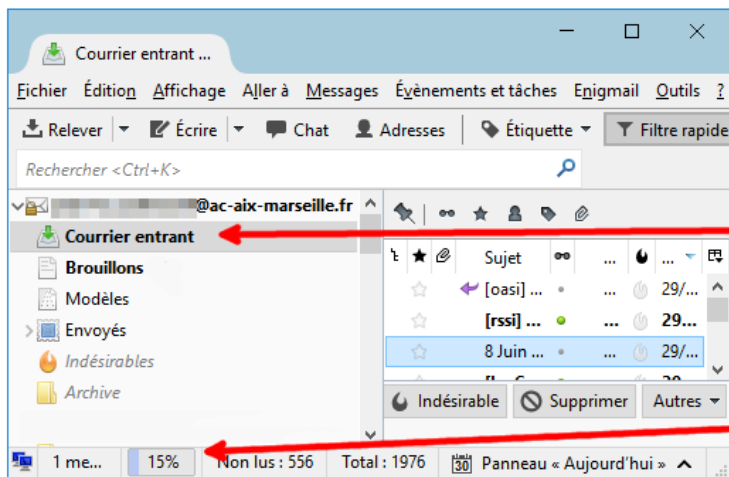 Courrier entrant ...
Fichier Édition Affichage Aller à Messages Évènements et tâches Enigmail Outils ?
Relever Écrire Chat Adresses Étiquette Filtre rapide
Rechercher <Ctrl+K>
@ac-aix-marseille.fr
Courrier entrant
Brouillons
Modèles
Envoyés
Indésirables
Archive
Sujet ... ...
[oasi] ... ... 29/...
[rssi] ... ... 29...
8 Juin ... ... 29/...
Indésirable Supprimer Autres
1 me... 15% Non lus : 556 Total : 1976 30 Panneau « Aujourd'hui »